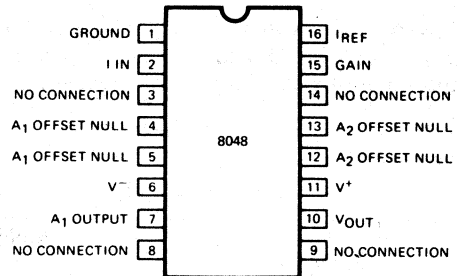 GROUND 1
I IN 2
NO CONNECTION 3
A1 OFFSET NULL 4
A1 OFFSET NULL 5
V− 6
A1 OUTPUT 7
NO CONNECTION 8
8048
16 IREF
15 GAIN
14 NO CONNECTION
13 A2 OFFSET NULL
12 A2 OFFSET NULL
11 V+
10 VOUT
9 NO CONNECTION